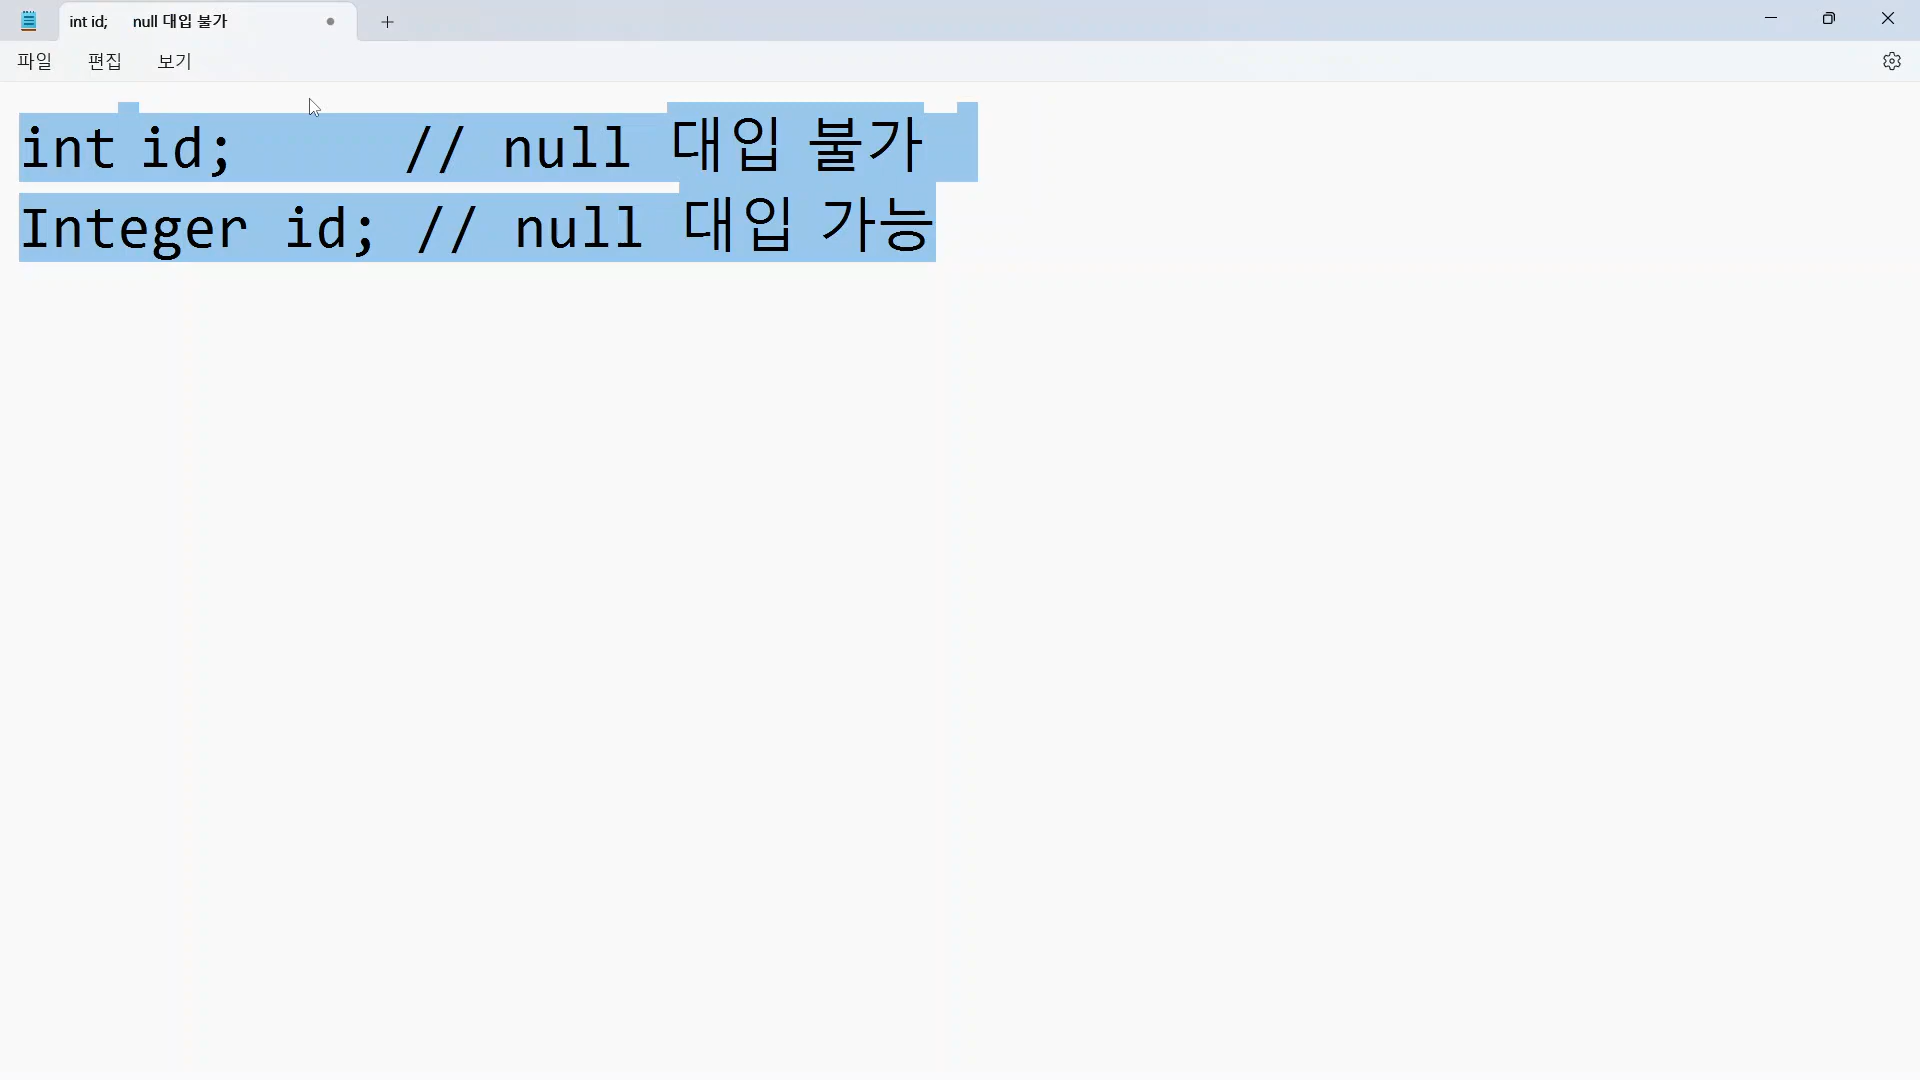 int id;      null 대입 불가
파일 편집 보기
int id;      // null 대입 불가
Integer id; // null 대입 가능